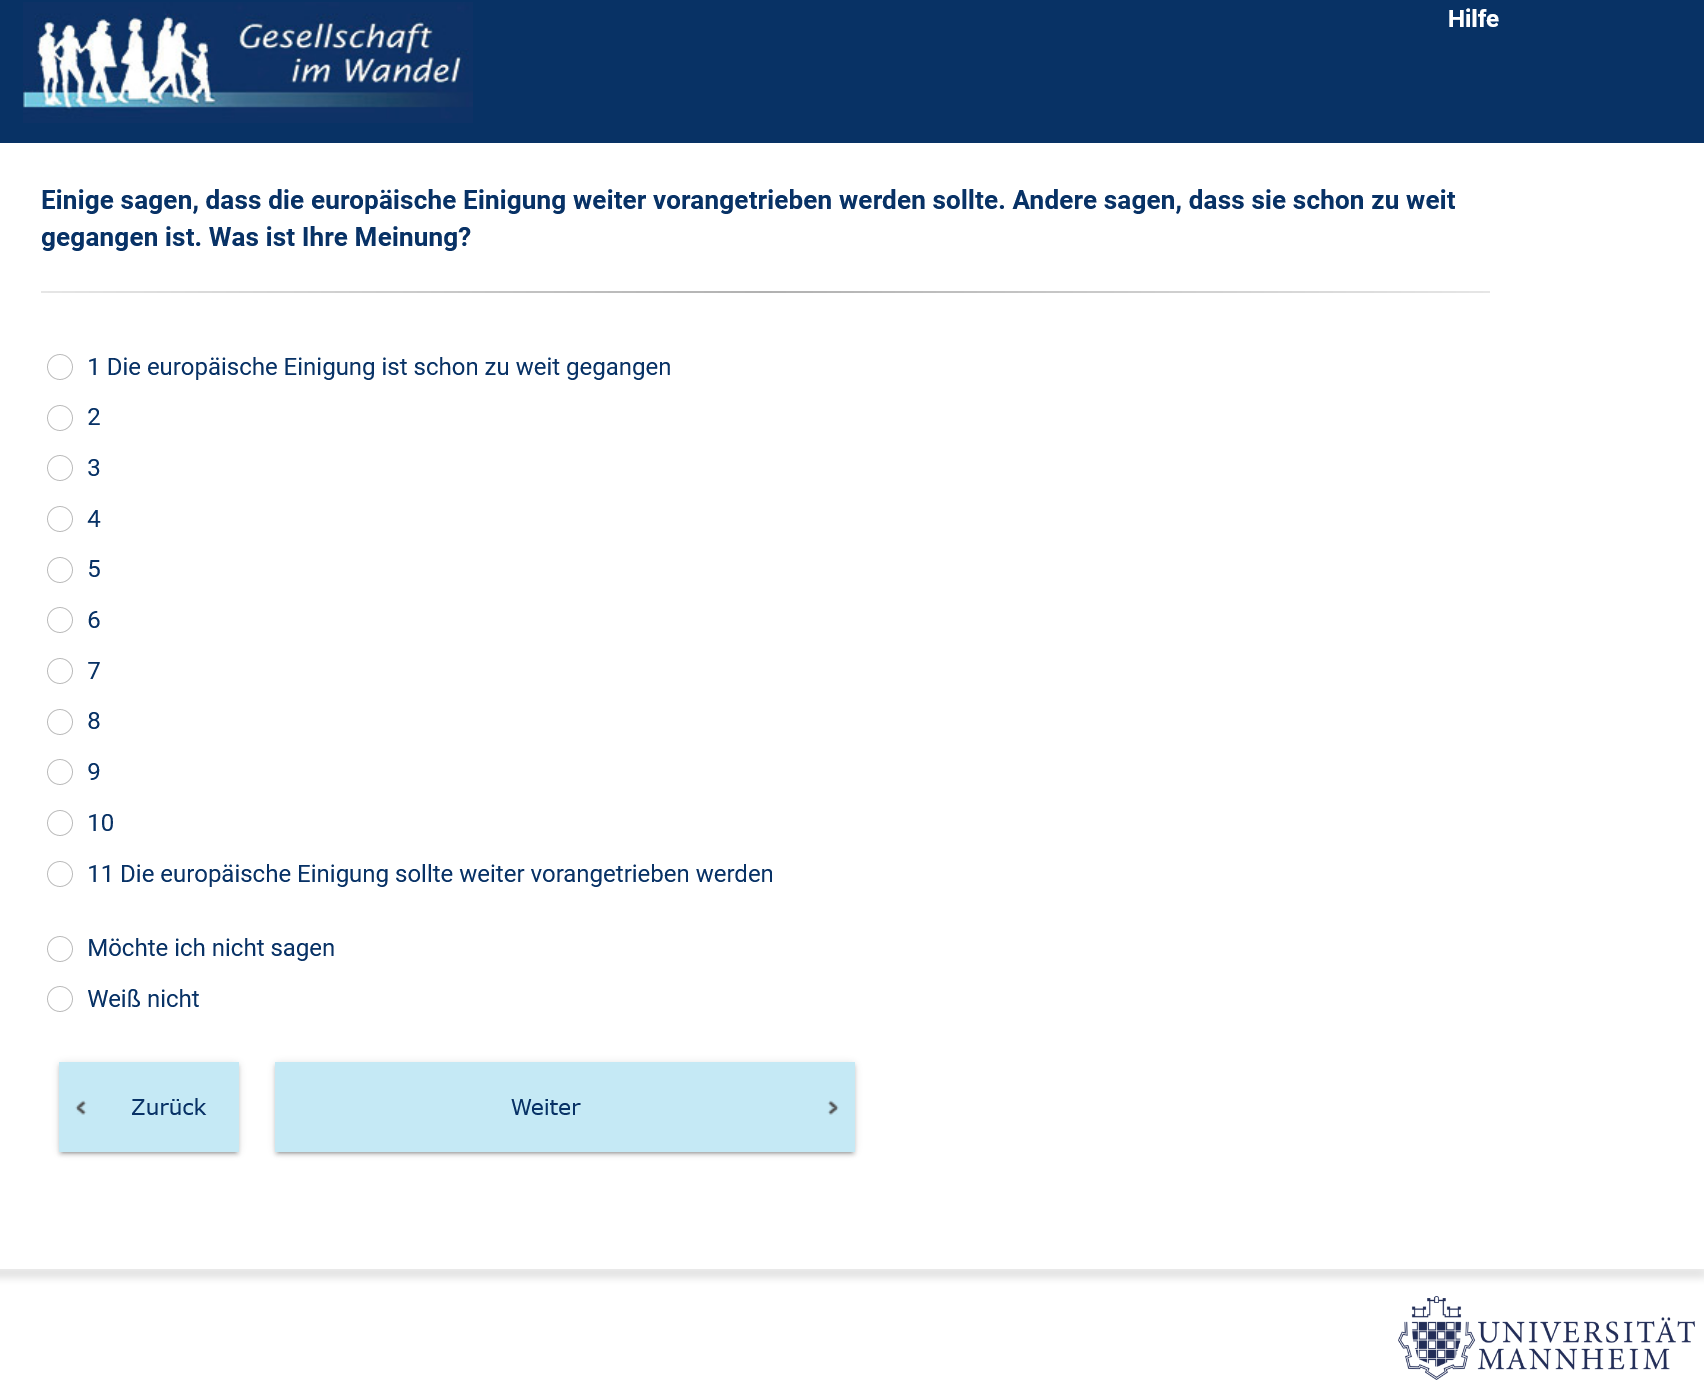 Gesellschaft
im Wandel
Hilfe
Einige sagen, dass die europäische Einigung weiter vorangetrieben werden sollte. Andere sagen, dass sie schon zu weit
gegangen ist. Was ist Ihre Meinung?
1 Die europäische Einigung ist schon zu weit gegangen
2
3
4
5
6
7
8
9
10
11 Die europäische Einigung sollte weiter vorangetrieben werden
Möchte ich nicht sagen
Weiß nicht
Zurück
Weiter
UNIVERSITÄT
MANNHEIM